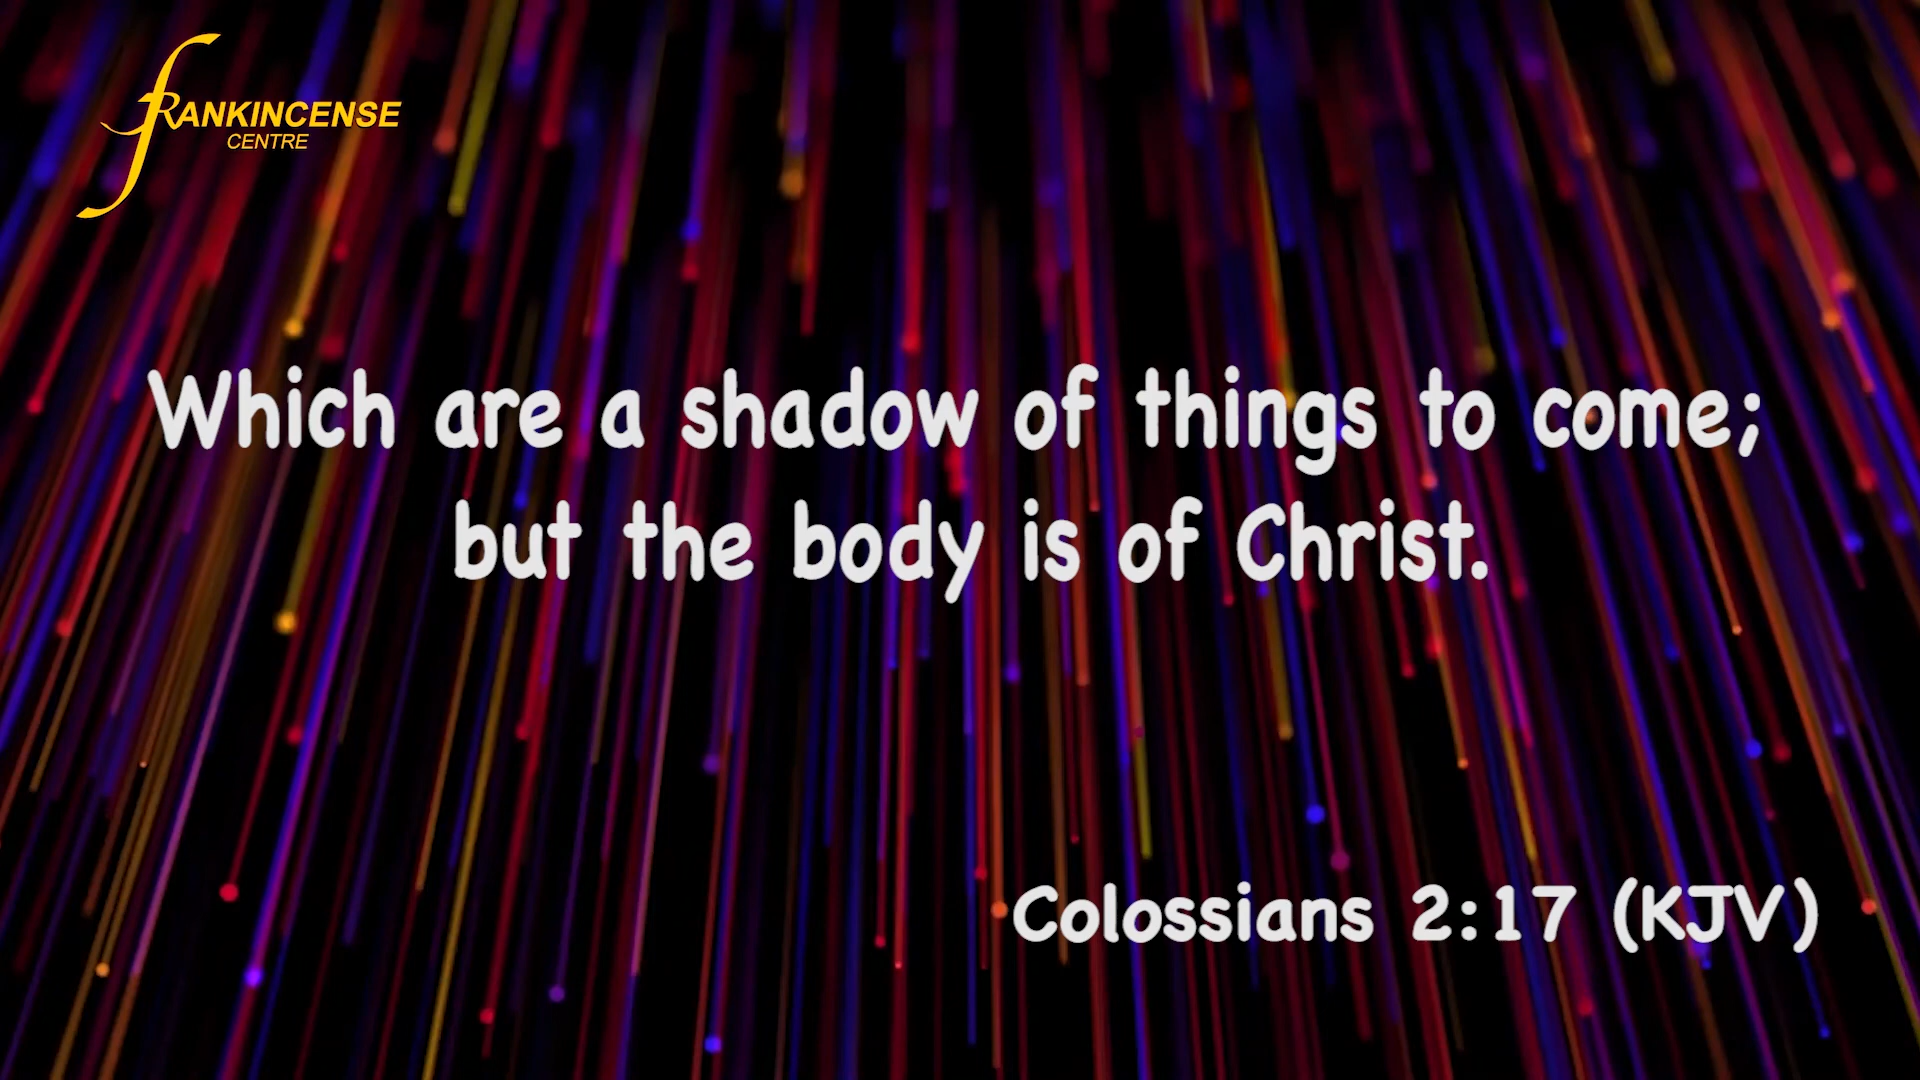 FRANKINCENSE
CENTRE
Which are a shadow of things to come;
but the body is of Christ.
Colossians 2:17 (KJV)